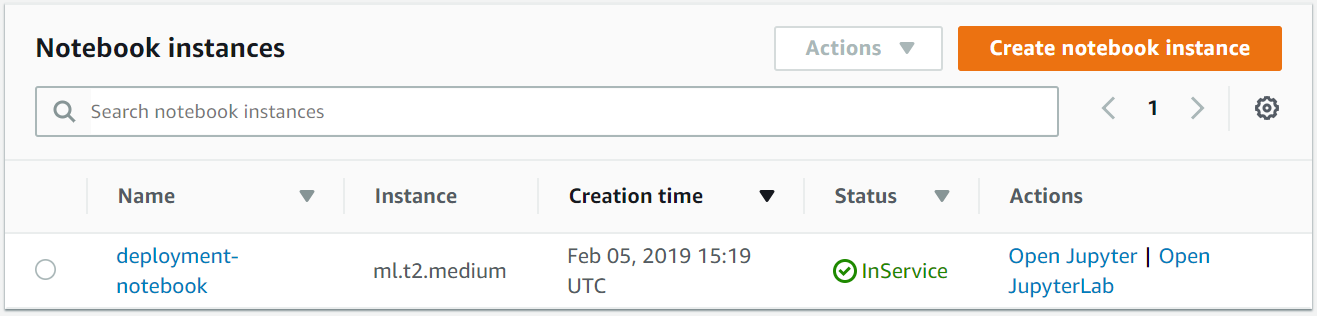 Notebook instances
Actions
Create notebook instance
Search notebook instances
1
Name
Instance
Creation time
Status
Actions
deployment-
notebook
ml.t2.medium
Feb 05, 2019 15:19
UTC
InService
Open Jupyter | Open
JupyterLab